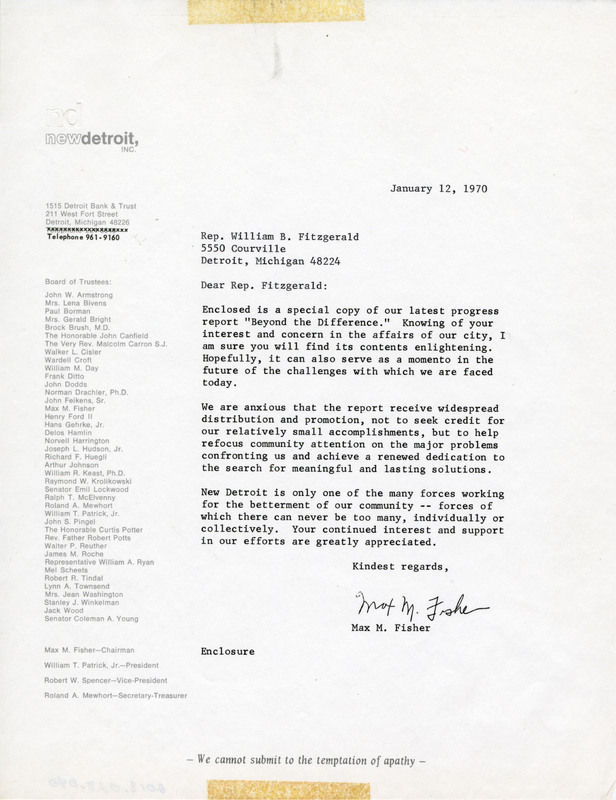 nd
newdetroit,
INC.
January 12, 1970
1515 Detroit Bank & Trust
211 West Fort Street
Detroit, Michigan 48226
Telephone 961-9160
Rep. William B. Fitzgerald
5550 Courville
Detroit, Michigan 48224
Dear Rep. Fitzgerald:
Enclosed is a special copy of our latest progress
report "Beyond the Difference." Knowing of your
interest and concern in the affairs of our city, I
am sure you will find its contents enlightening.
Hopefully, it can also serve as a momento in the
future of the challenges with which we are faced
today.
We are anxious that the report receive widespread
distribution and promotion, not to seek credit for
our relatively small accomplishments, but to help
refocus community attention on the major problems
confronting us and achieve a renewed dedication to
the search for meaningful and lasting solutions.
New Detroit is only one of the many forces working
for the betterment of our community -- forces of
which there can never be too many, individually or
collectively. Your continued interest and support
in our efforts are greatly appreciated.
Kindest regards,
Max M. Fisher
Max M. Fisher
Enclosure
Board of Trustees:
John W. Armstrong
Mrs. Lena Bivens
Paul Borman
Mrs. Gerald Bright
Brock Brush, M.D.
The Honorable John Canfield
The Very Rev. Malcolm Carron S.J.
Walker L. Cisler
Wardell Croft
William M. Day
Frank Ditto
John Dodds
Norman Drachler, Ph.D.
John Feikens, Sr.
Max M. Fisher
Henry Ford II
Hans Gehrke, Jr.
Delos Hamlin
Norvell Harrington
Joseph L. Hudson, Jr.
Richard F. Huegli
Arthur Johnson
William R. Keast, Ph.D.
Raymond W. Krolikowski
Senator Emil Lockwood
Ralph T. McElvenny
Roland A. Mewhort
William T. Patrick, Jr.
John S. Pingel
The Honorable Curtis Potter
Rev. Father Robert Potts
Walter P. Reuther
James M. Roche
Representative William A. Ryan
Mel Scheets
Robert R. Tindal
Lynn A. Townsend
Mrs. Jean Washington
Stanley J. Winkelman
Jack Wood
Senator Coleman A. Young
Max M. Fisher—Chairman
William T. Patrick, Jr.—President
Robert W. Spencer—Vice-President
Roland A. Mewhort—Secretary-Treasurer
– We cannot submit to the temptation of apathy –